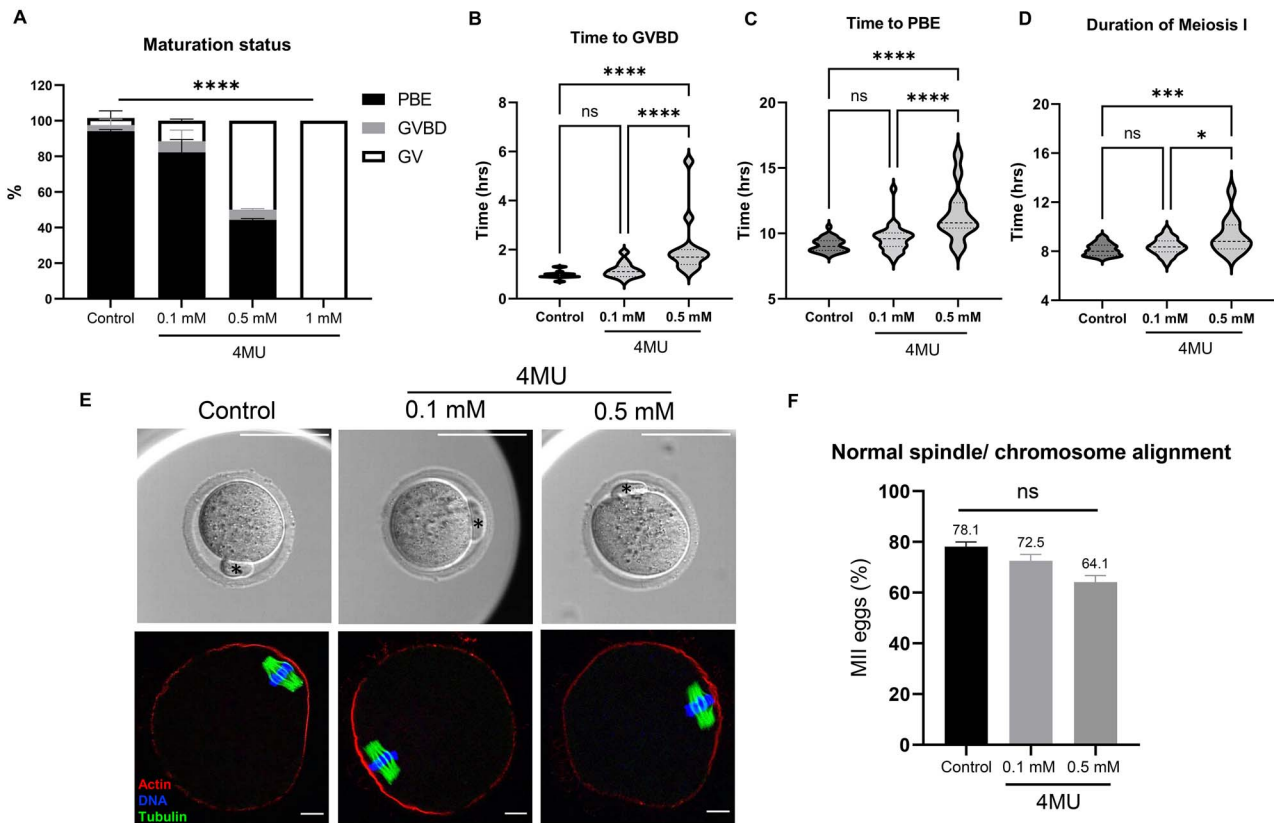 A
Maturation status
****
120
100
80
60
40
20
0
%
PBE
GVBD
GV
Control
0.1 mM
0.5 mM
1 mM
4MU
B
Time to GVBD
****
ns
****
8
6
4
2
0
Time (hrs)
Control
0.1 mM
0.5 mM
4MU
C
Time to PBE
****
ns
****
20
15
10
5
Time (hrs)
Control
0.1 mM
0.5 mM
4MU
D
Duration of Meiosis I
***
ns
*
20
16
12
8
4
Time (hrs)
Control
0.1 mM
0.5 mM
4MU
E
4MU
Control
0.1 mM
0.5 mM
*
*
*
Actin
DNA
Tubulin
F
Normal spindle/ chromosome alignment
ns
100
80
60
40
20
0
MII eggs (%)
78.1
72.5
64.1
Control
0.1 mM
0.5 mM
4MU